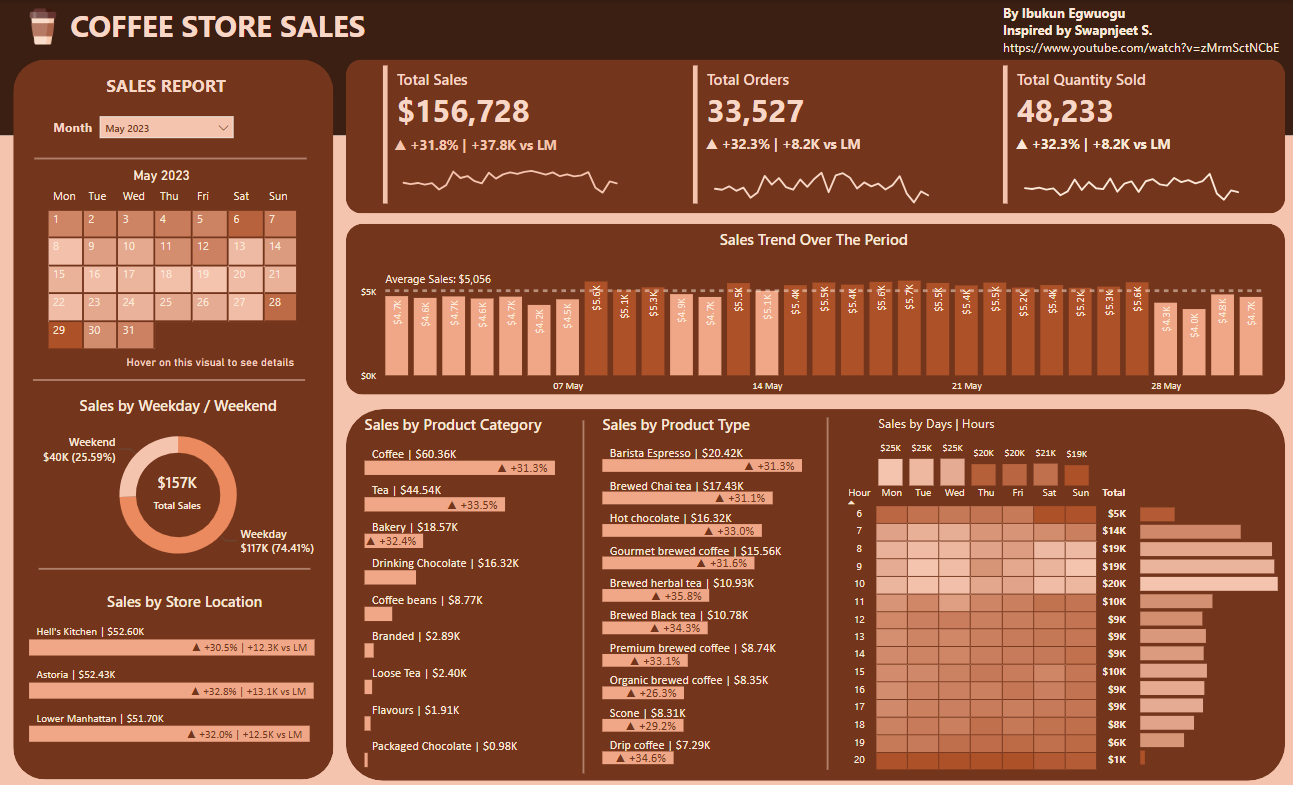 COFFEE STORE SALES
By Ibukun Egwuogu
Inspired by Swapnjeet S.
https://www.youtube.com/watch?v=zMrmSctNCbE
SALES REPORT
Month May 2023
May 2023
Mon Tue Wed Thu Fri Sat Sun
1 2 3 4 5 6 7
8 9 10 11 12 13 14
15 16 17 18 19 20 21
22 23 24 25 26 27 28
29 30 31
Hover on this visual to see details
Sales by Weekday / Weekend
Weekend
$40K (25.59%)
$157K
Total Sales
Weekday
$117K (74.41%)
Sales by Store Location
Hell's Kitchen | $52.60K
▲ +30.5% | +12.3K vs LM
Astoria | $52.43K
▲ +32.8% | +13.1K vs LM
Lower Manhattan | $51.70K
▲ +32.0% | +12.5K vs LM
Total Sales
$156,728
▲ +31.8% | +37.8K vs LM
Total Orders
33,527
▲ +32.3% | +8.2K vs LM
Total Quantity Sold
48,233
▲ +32.3% | +8.2K vs LM
Sales Trend Over The Period
Average Sales: $5,056
$5K
$0K
$4.7K $4.6K $4.7K $4.6K $4.7K $4.2K $4.5K $5.6K $5.1K $5.3K $4.9K $4.7K $5.5K $5.1K $5.4K $5.5K $5.4K $5.6K $5.7K $5.5K $5.4K $5.5K $5.2K $5.4K $5.2K $5.3K $5.6K $4.3K $4.0K $4.8K $4.7K
07 May 14 May 21 May 28 May
Sales by Product Category
Coffee | $60.36K
▲ +31.3%
Tea | $44.54K
▲ +33.5%
Bakery | $18.57K
▲ +32.4%
Drinking Chocolate | $16.32K
Coffee beans | $8.77K
Branded | $2.89K
Loose Tea | $2.40K
Flavours | $1.91K
Packaged Chocolate | $0.98K
Sales by Product Type
Barista Espresso | $20.42K
▲ +31.3%
Brewed Chai tea | $17.43K
▲ +31.1%
Hot chocolate | $16.32K
▲ +33.0%
Gourmet brewed coffee | $15.56K
▲ +31.6%
Brewed herbal tea | $10.93K
▲ +35.8%
Brewed Black tea | $10.78K
▲ +34.3%
Premium brewed coffee | $8.74K
▲ +33.1%
Organic brewed coffee | $8.35K
▲ +26.3%
Scone | $8.31K
▲ +29.2%
Drip coffee | $7.29K
▲ +34.6%
Sales by Days | Hours
$25K $25K $25K $20K $20K $21K $19K
Hour Mon Tue Wed Thu Fri Sat Sun Total
6 $5K
7 $14K
8 $19K
9 $19K
10 $20K
11 $10K
12 $9K
13 $9K
14 $9K
15 $10K
16 $9K
17 $9K
18 $8K
19 $6K
20 $1K